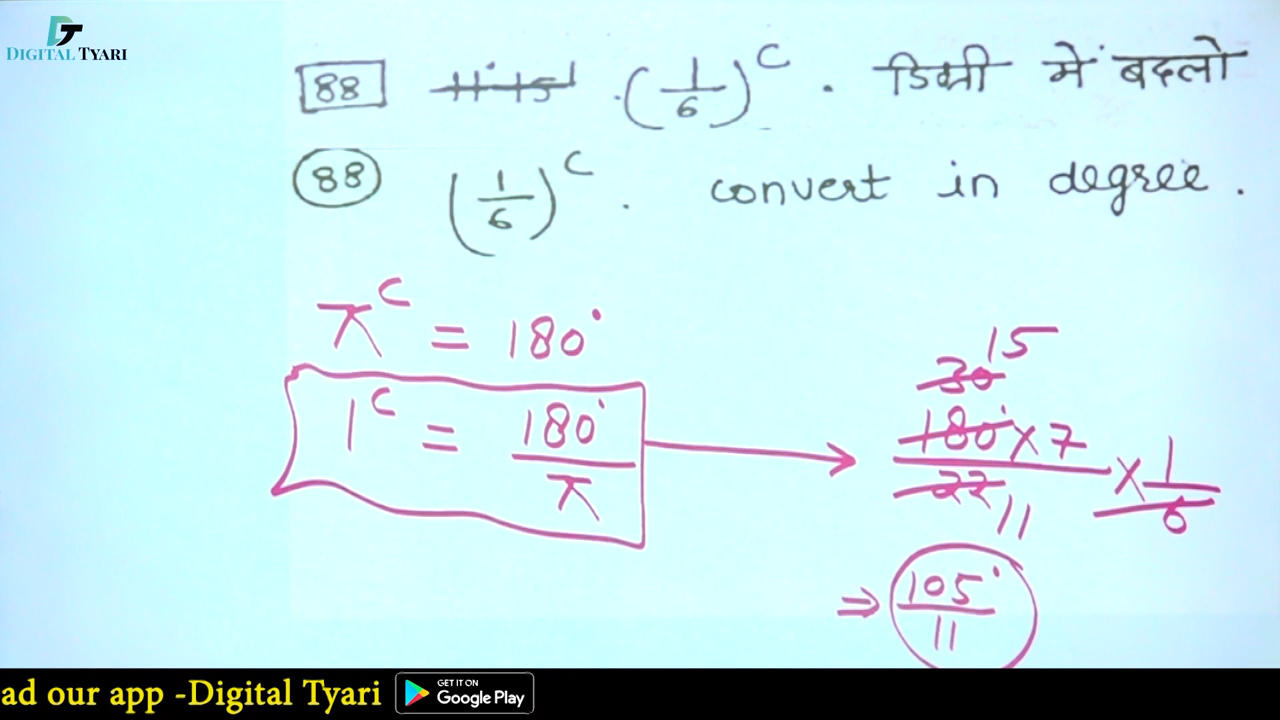 DT
DIGITAL TYARI
88 (1/6)^c . डिग्री में बदलो
88 (1/6)^c . convert in degree.
π^c = 180°
1^c = 180°/π
15
30
180° × 7 / 22 11 × 1/6
⇒ 105°/11
ad our app -Digital Tyari GET IT ON Google Play